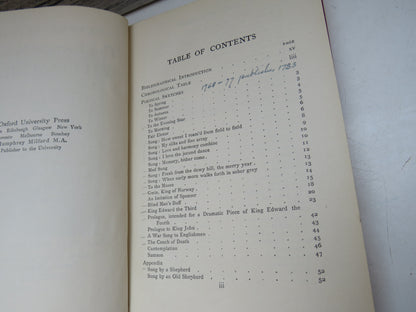 Oxford University Press
Edinburgh Glasgow New York
Melbourne Bombay
Humphrey Milford M.A.
Publisher to the University
TABLE OF CONTENTS
PAGE
Bibliographical Introduction xv
Chronological Table liii
1768–77 publishes 1783
Poetical Sketches
To Spring
To Summer
To Autumn
To Winter
To the Evening Star
To Morning
Fair Elenor
Song: How sweet I roam'd from field to field
Song: My silks and fine array
Song: Love and harmony combine
Song: I love the jocund dance
Song: Memory, hither come
Mad Song
Song: Fresh from the dewy hill, the merry year
Song: When early morn walks forth in sober grey
To the Muses
Gwin, King of Norway
An Imitation of Spenser
Blind Man's Buff
King Edward the Third 23
Prologue, intended for a Dramatic Piece of King Edward the
Fourth 42
Prologue to King John 43
A War Song to Englishmen 44
The Couch of Death 45
Contemplation 46
Samson 47
Appendix
Song by a Shepherd 52
Song by an Old Shepherd 52
iii